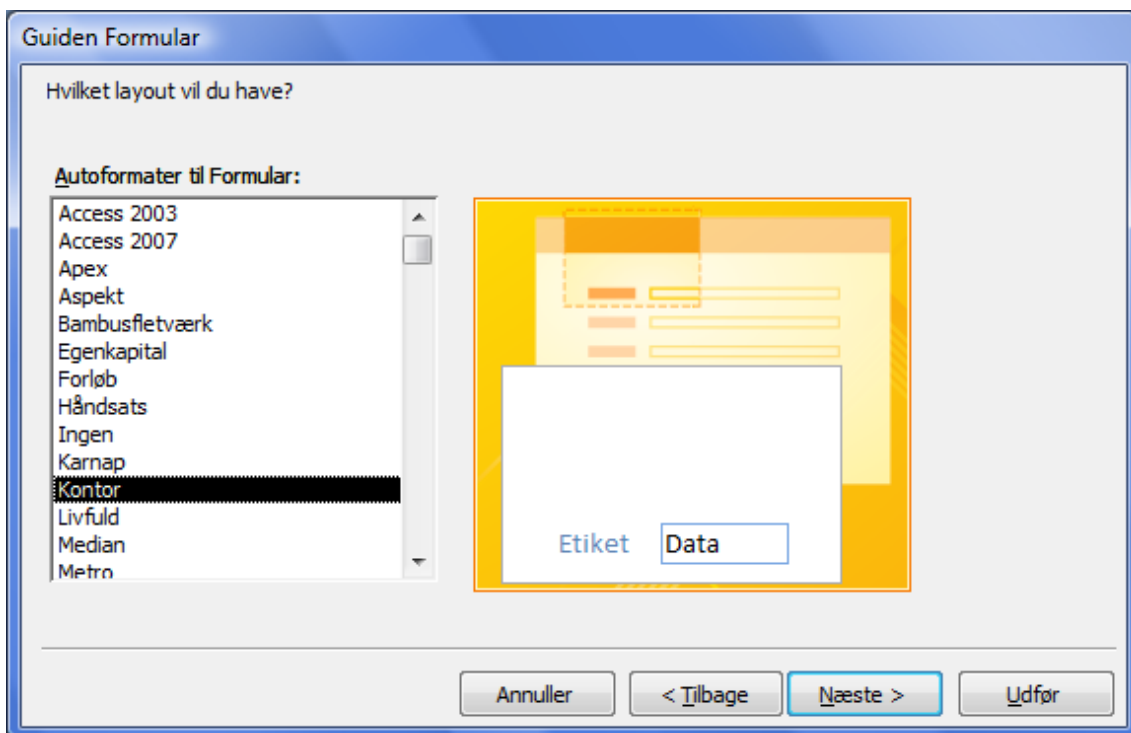 Guiden Formular
Hvilket layout vil du have?
Autoformater til Formular:
Access 2003
Access 2007
Apex
Aspekt
Bambusfletværk
Egenkapital
Forløb
Håndsats
Ingen
Karnap
Kontor
Livfuld
Median
Metro
Etiket Data
Annuller < Tilbage Næste > Udfør